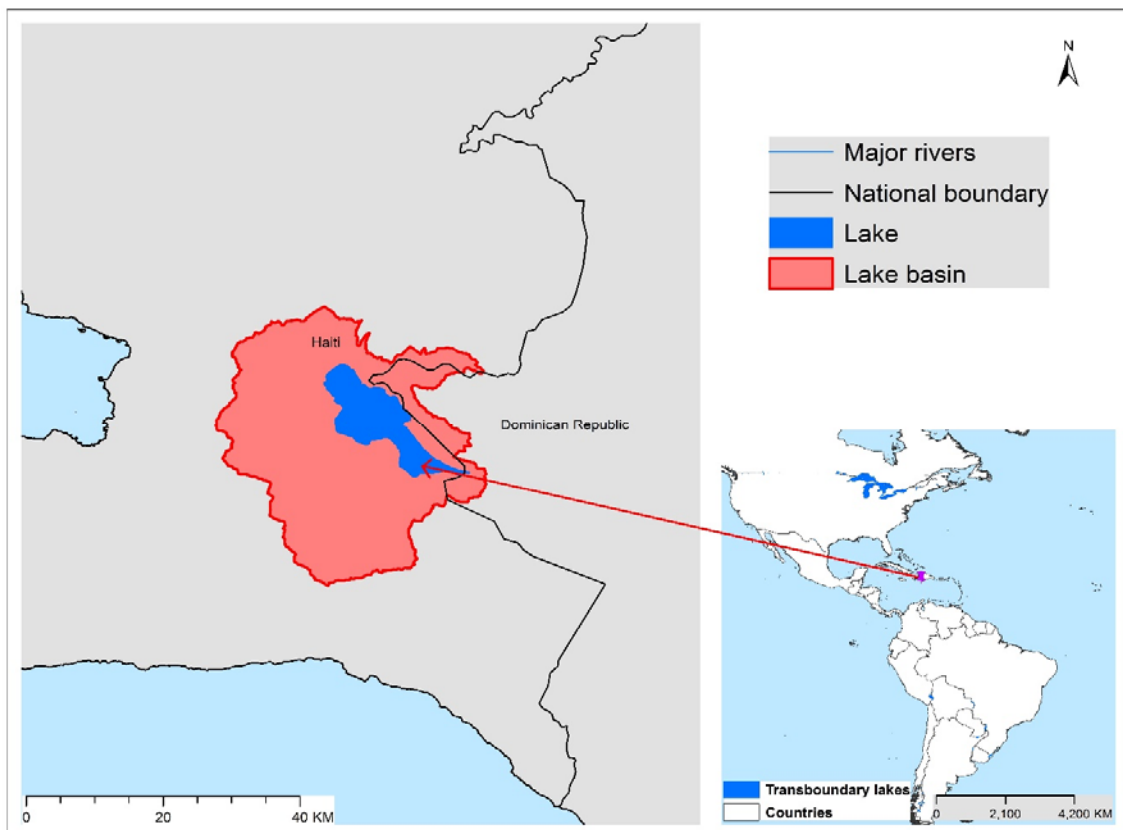 N
Major rivers
National boundary
Lake
Lake basin
Haiti
Dominican Republic
0 20 40 KM
Transboundary lakes
Countries
0 2,100 4,200 KM